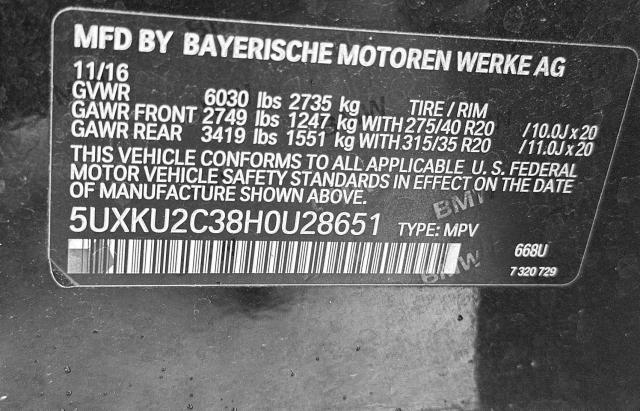 MFD BY BAYERISCHE MOTOREN WERKE AG
11/16
GVWR 6030 lbs 2735 kg TIRE / RIM
GAWR FRONT 2749 lbs 1247 kg WITH 275/40 R20 /10.0J x 20
GAWR REAR 3419 lbs 1551 kg WITH 315/35 R20 /11.0J x 20
THIS VEHICLE CONFORMS TO ALL APPLICABLE U. S. FEDERAL
MOTOR VEHICLE SAFETY STANDARDS IN EFFECT ON THE DATE
OF MANUFACTURE SHOWN ABOVE.
5UXKU2C38H0U28651 TYPE: MPV
668U
7 320 729
BMW
BMW
BMW